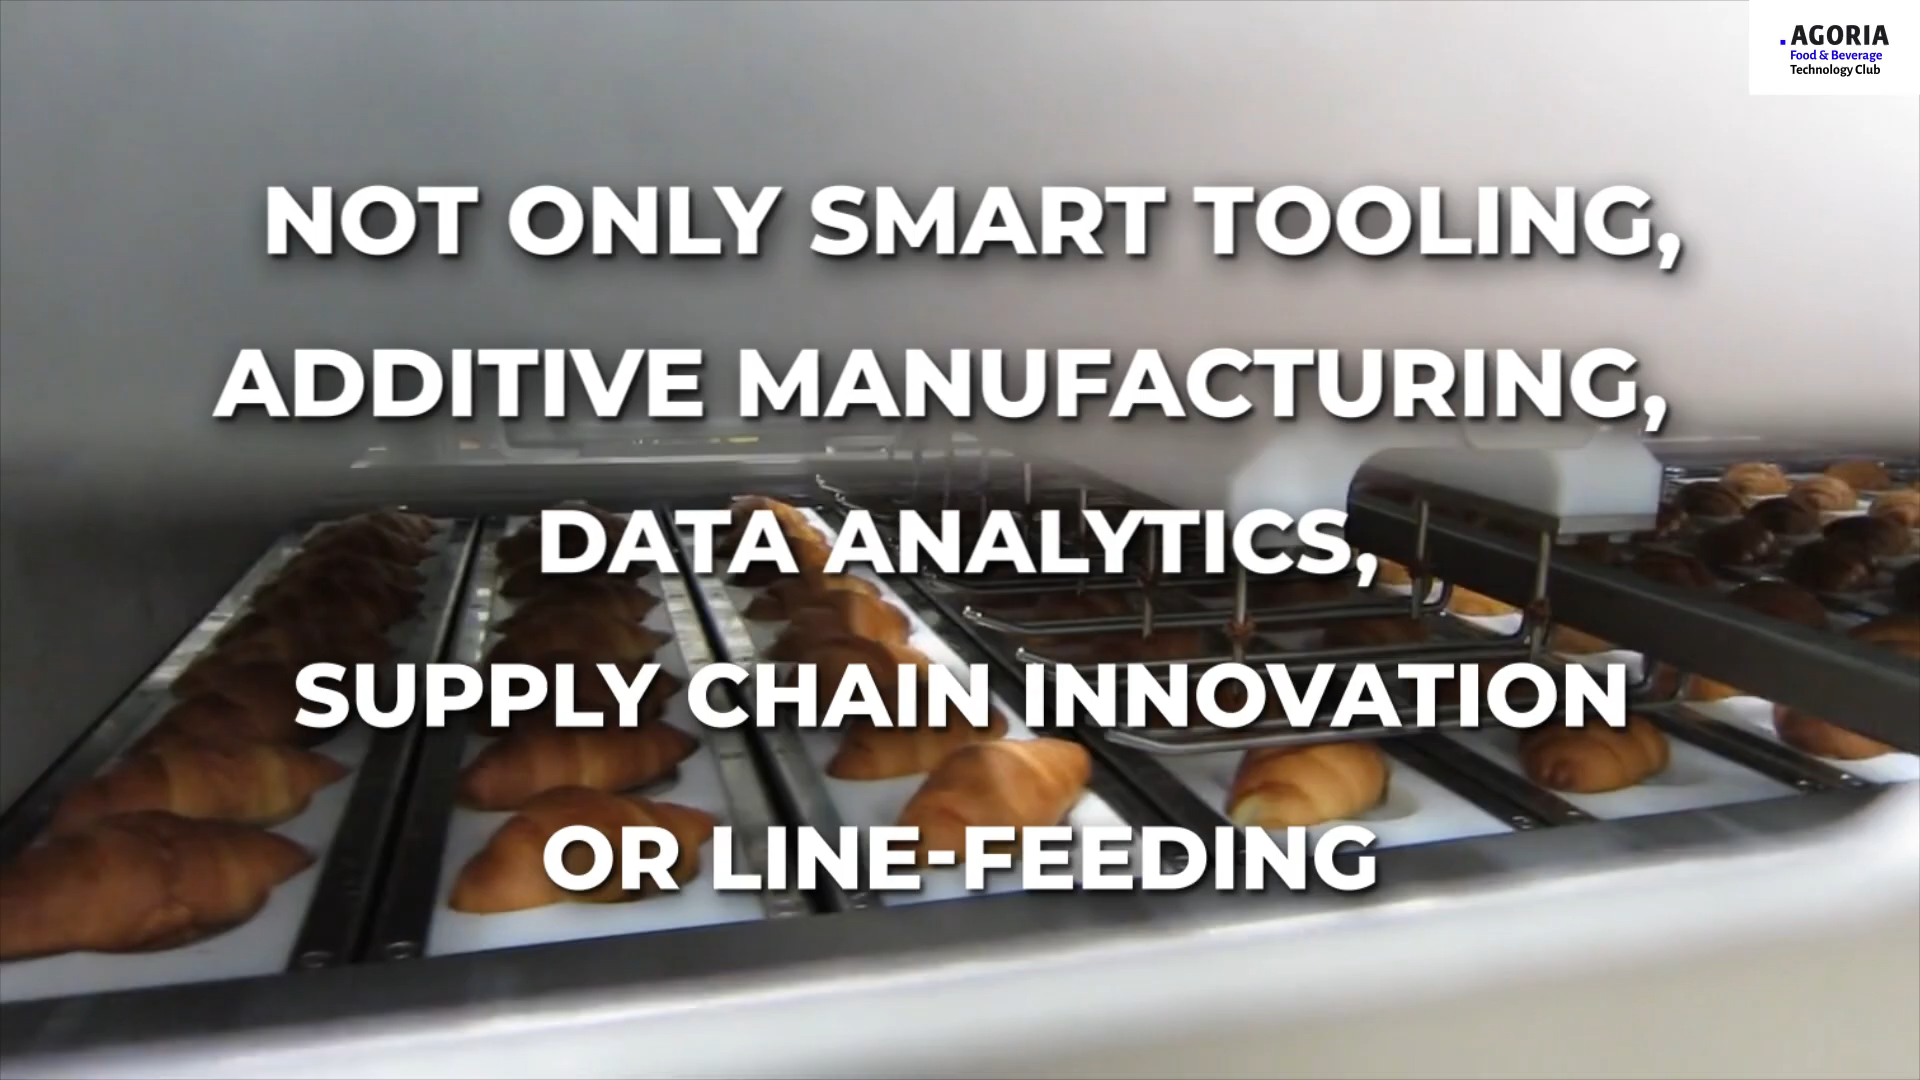 .AGORIA
Food & Beverage
Technology Club
NOT ONLY SMART TOOLING,
ADDITIVE MANUFACTURING,
DATA ANALYTICS,
SUPPLY CHAIN INNOVATION
OR LINE-FEEDING